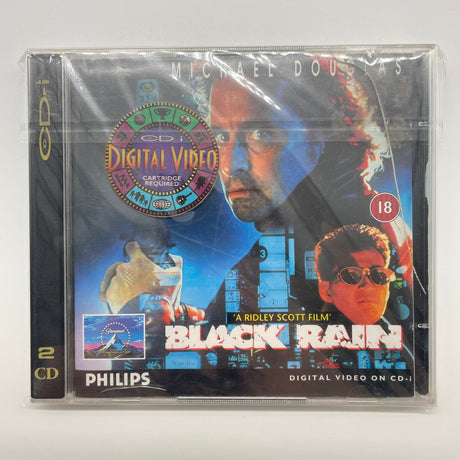 MICHAEL DOUGLAS
CD-i
CD-i
DIGITAL VIDEO
CARTRIDGE
REQUIRED
18
'A RIDLEY SCOTT FILM'
BLACK RAIN
Paramount
2
CD
PHILIPS
DIGITAL VIDEO ON CD-i